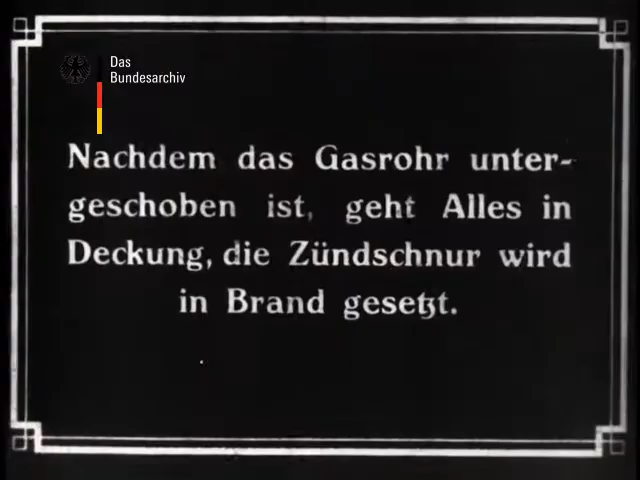 Das
Bundesarchiv
Nachdem das Gasrohr unter-
geschoben ist, geht Alles in
Deckung, die Zündschnur wird
in Brand gesetzt.